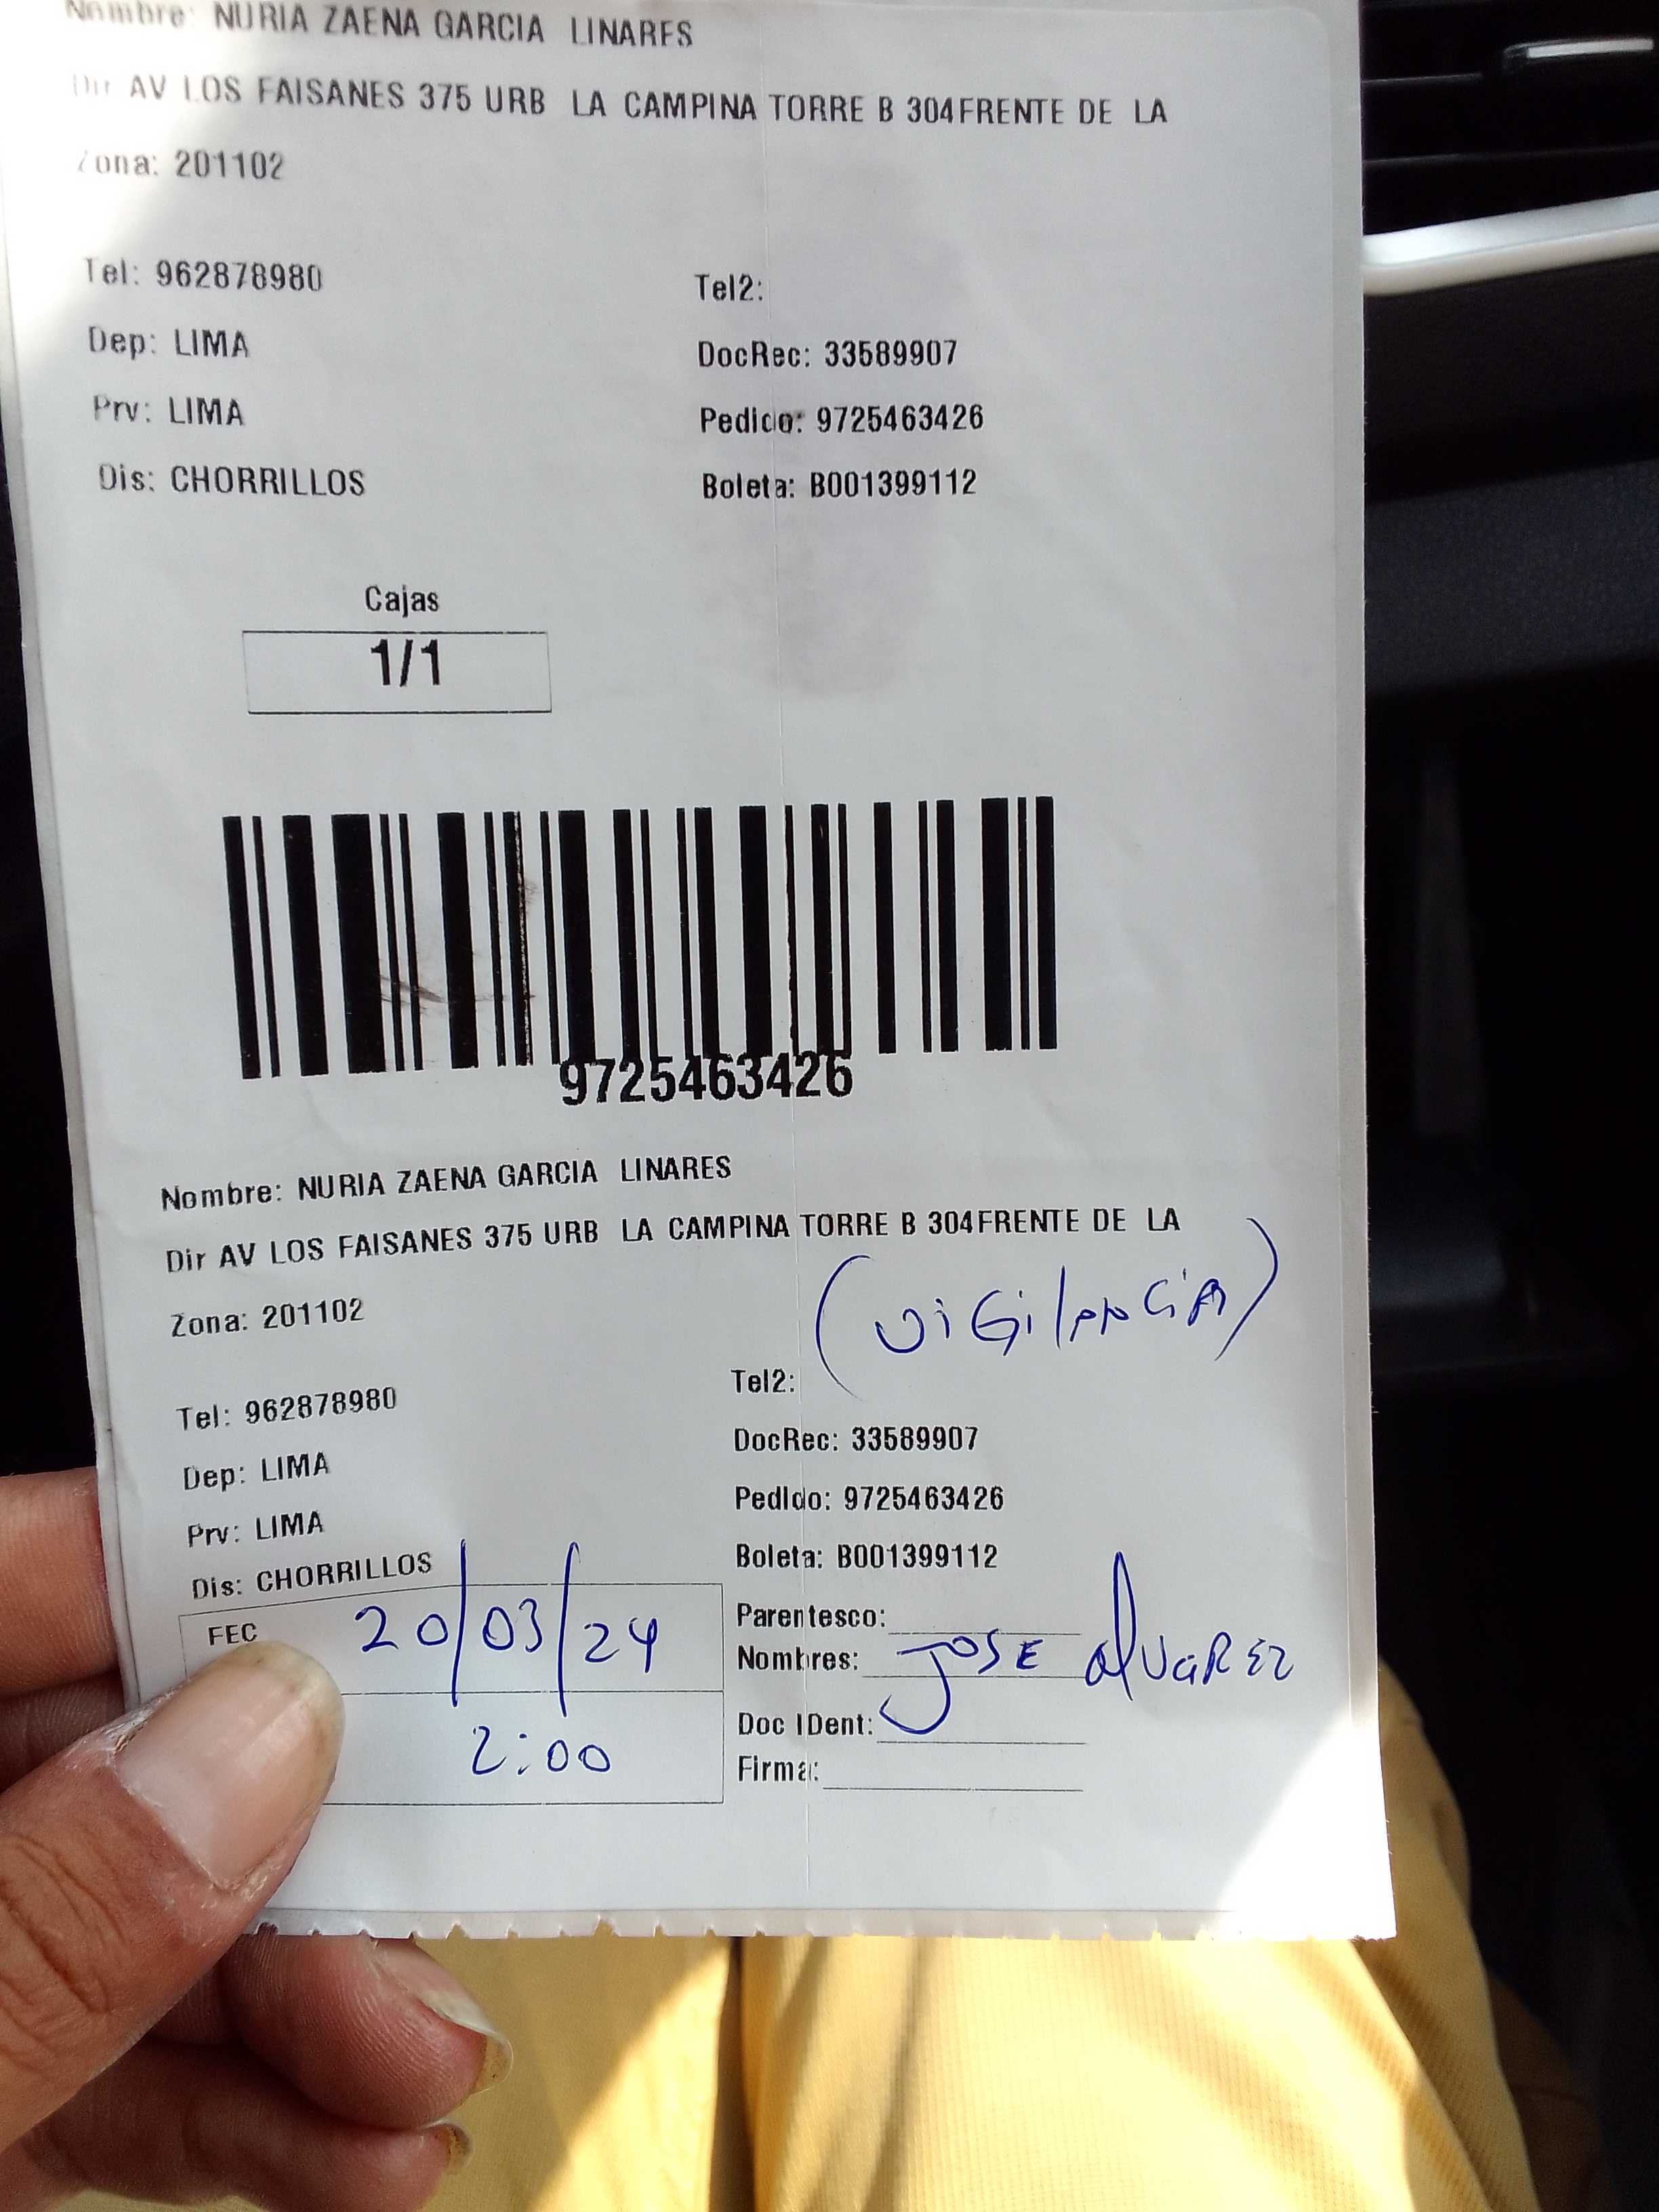 Nombre: NURIA ZAENA GARCIA LINARES
Dir AV LOS FAISANES 375 URB LA CAMPINA TORRE B 304FRENTE DE LA
Zona: 201102
Tel: 962878980 Tel2:
Dep: LIMA DocRec: 33589907
Prv: LIMA Pedido: 9725463426
Dis: CHORRILLOS Boleta: B001399112
Cajas
1/1
9725463426
Nombre: NURIA ZAENA GARCIA LINARES
Dir AV LOS FAISANES 375 URB LA CAMPINA TORRE B 304FRENTE DE LA
Zona: 201102 (ViGilANCiA)
Tel: 962878980 Tel2:
Dep: LIMA DocRec: 33589907
Prv: LIMA PedIdo: 9725463426
Dis: CHORRILLOS Boleta: B001399112
FEC 20/03/24 Parentesco:
Nombres: JOSE alvaREz
2:00 Doc IDent:
Firma: